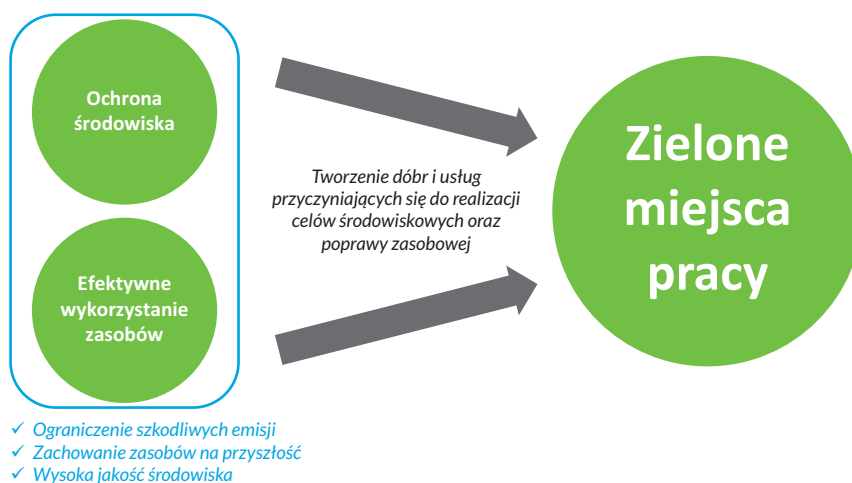 Ochrona
środowiska
Efektywne
wykorzystanie
zasobów
Tworzenie dóbr i usług
przyczyniających się do realizacji
celów środowiskowych oraz
poprawy zasobowej
Zielone
miejsca
pracy
✓ Ograniczenie szkodliwych emisji
✓ Zachowanie zasobów na przyszłość
✓ Wysoka jakość środowiska